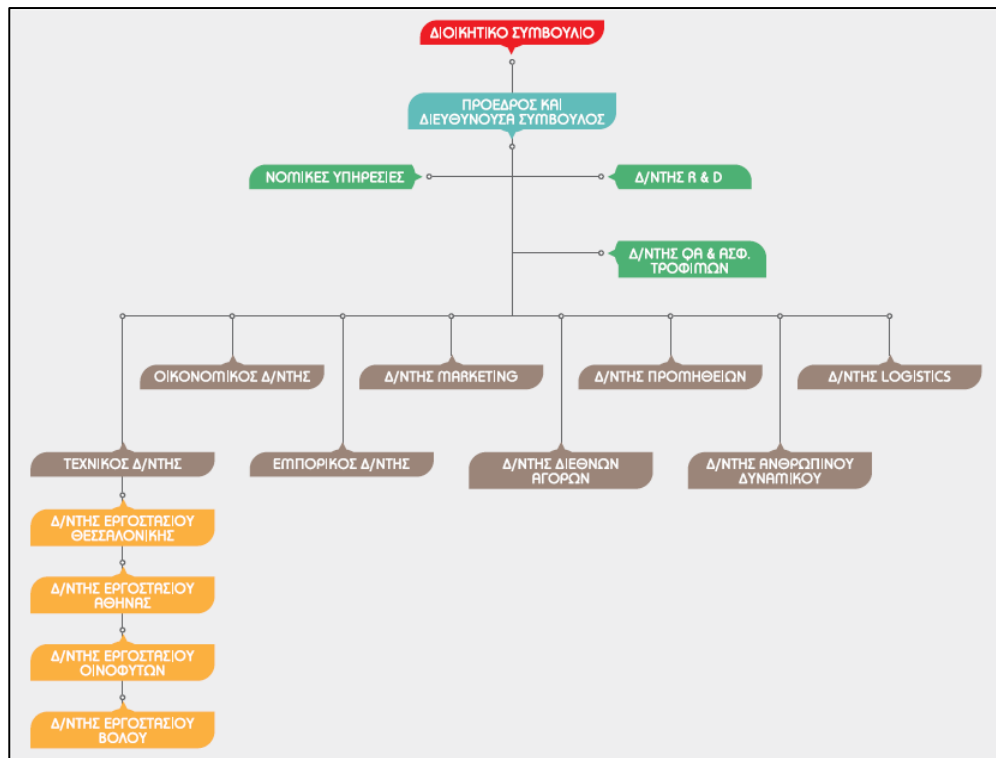 ΔΙΟΙΚΗΤΙΚΟ ΣΥΜΒΟΥΛΙΟ
ΠΡΟΕΔΡΟΣ ΚΑΙ
ΔΙΕΥΘΥΝΟΥΣΑ ΣΥΜΒΟΥΛΟΣ
ΝΟΜΙΚΕΣ ΥΠΗΡΕΣΙΕΣ
Δ/ΝΤΗΣ R & D
Δ/ΝΤΗΣ QA & ΑΣΦ.
ΤΡΟΦΙΜΩΝ
ΟΙΚΟΝΟΜΙΚΟΣ Δ/ΝΤΗΣ
Δ/ΝΤΗΣ MARKETING
Δ/ΝΤΗΣ ΠΡΟΜΗΘΕΙΩΝ
Δ/ΝΤΗΣ LOGISTICS
ΤΕΧΝΙΚΟΣ Δ/ΝΤΗΣ
ΕΜΠΟΡΙΚΟΣ Δ/ΝΤΗΣ
Δ/ΝΤΗΣ ΔΙΕΘΝΩΝ
ΑΓΟΡΩΝ
Δ/ΝΤΗΣ ΑΝΘΡΩΠΙΝΟΥ
ΔΥΝΑΜΙΚΟΥ
Δ/ΝΤΗΣ ΕΡΓΟΣΤΑΣΙΟΥ
ΘΕΣΣΑΛΟΝΙΚΗΣ
Δ/ΝΤΗΣ ΕΡΓΟΣΤΑΣΙΟΥ
ΑΘΗΝΑΣ
Δ/ΝΤΗΣ ΕΡΓΟΣΤΑΣΙΟΥ
ΟΙΝΟΦΥΤΩΝ
Δ/ΝΤΗΣ ΕΡΓΟΣΤΑΣΙΟΥ
ΒΟΛΟΥ